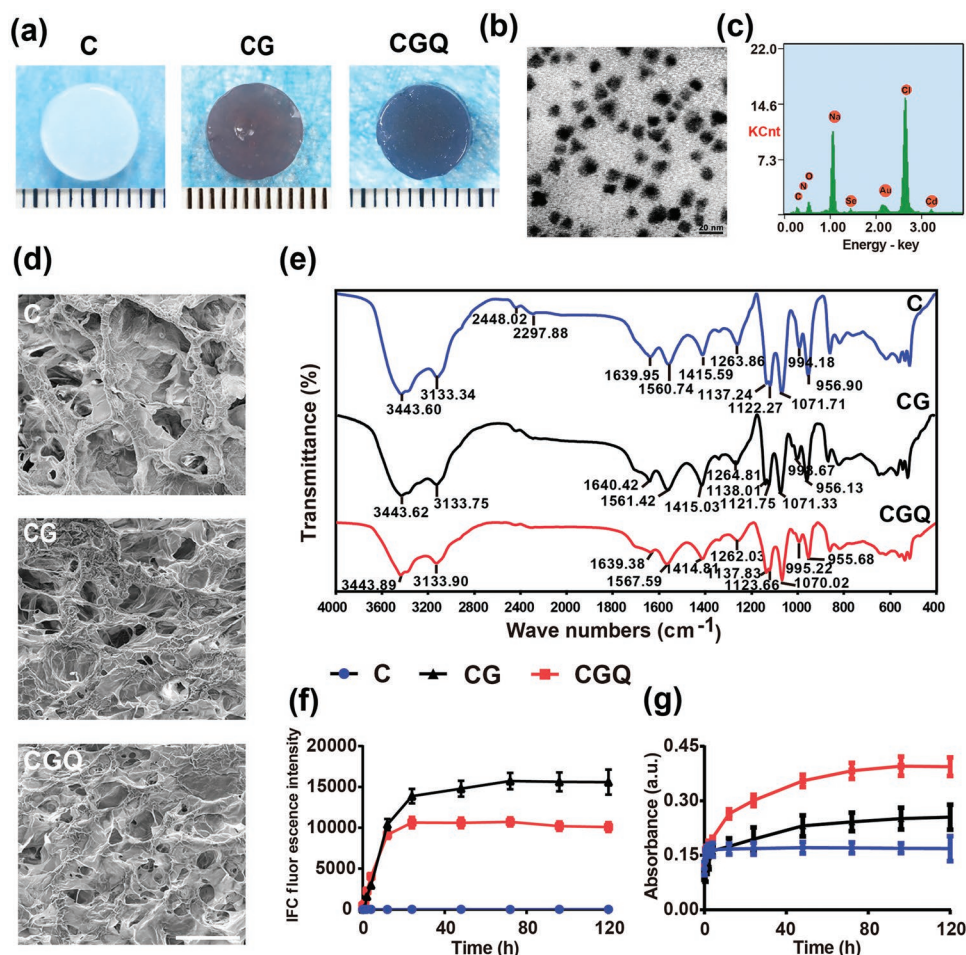 (a)
C
CG
CGQ
(b)
20 nm
(c)
22.0
14.6
KCnt
7.3
C
N
O
Na
Se
Au
Cl
Cd
0.00
1.00
2.00
3.00
Energy - key
(d)
C
CG
CGQ
(e)
Transmittance (%)
C
2448.02
2297.88
3443.60
3133.34
1639.95
1560.74
1415.59
1263.86
1137.24
1122.27
1071.71
994.18
956.90
CG
3443.62
3133.75
1640.42
1561.42
1415.03
1264.81
1138.01
1121.75
1071.33
993.67
956.13
CGQ
3443.89
3133.90
1639.38
1567.59
1414.81
1262.03
1137.83
1123.66
1070.02
995.22
955.68
4000 3400 2800 2200 1600 1400 1200 1000 800 600 400
Wave numbers (cm-1)
C CG CGQ
(f)
IFC fluor escence intensity
20000
15000
10000
5000
0
0 40 80 120
Time (h)
(g)
Absorbance (a.u.)
0.45
0.30
0.15
0.00
0 40 80 120
Time (h)